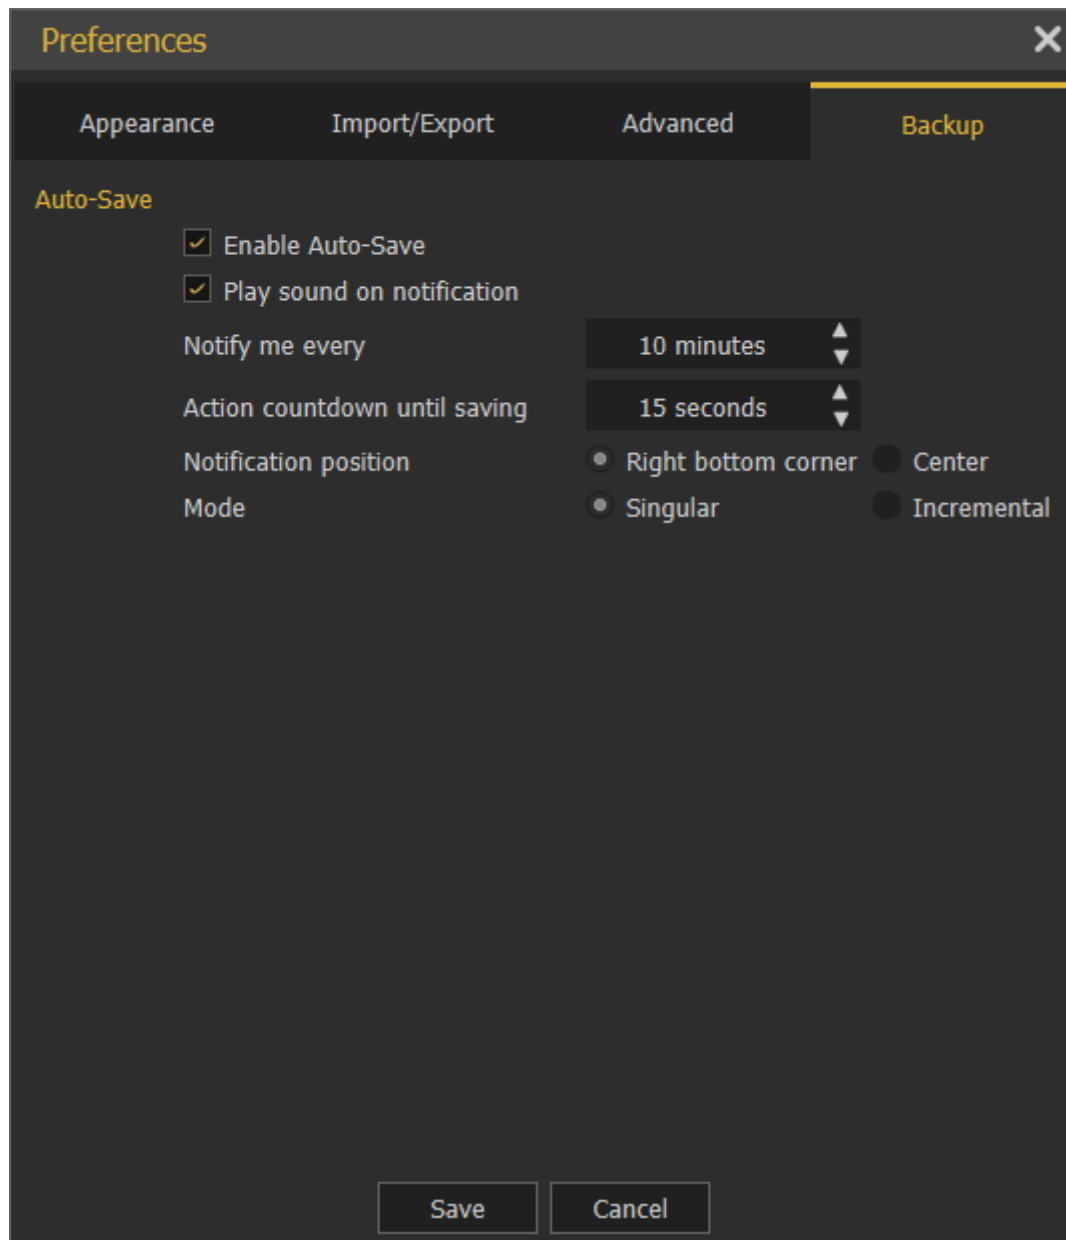 Preferences
Appearance Import/Export Advanced Backup
Auto-Save
Enable Auto-Save
Play sound on notification
Notify me every 10 minutes
Action countdown until saving 15 seconds
Notification position Right bottom corner Center
Mode Singular Incremental
Save Cancel